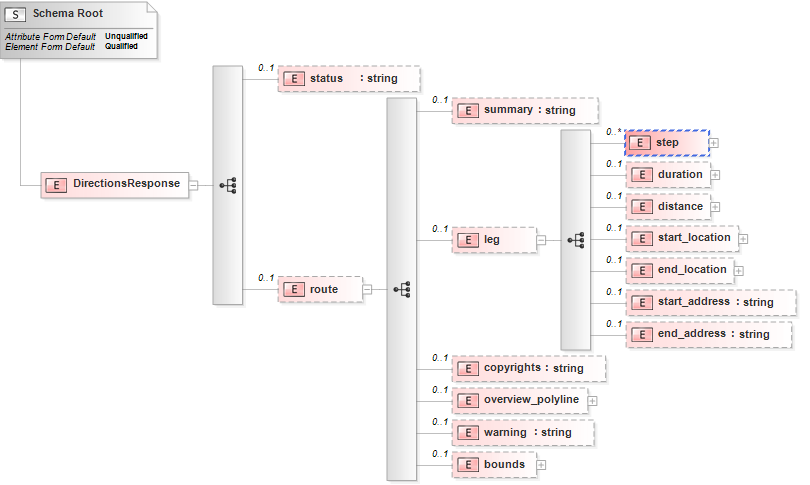 S Schema Root
Attribute Form Default Unqualified
Element Form Default Qualified
0..1
E status : string
0..1
E summary : string
0..*
E step
0..1
E duration
E DirectionsResponse
0..1
E distance
0..1
E leg
0..1
E start_location
0..1
E end_location
0..1
E route
0..1
E start_address : string
0..1
E end_address : string
0..1
E copyrights : string
0..1
E overview_polyline
0..1
E warning : string
0..1
E bounds